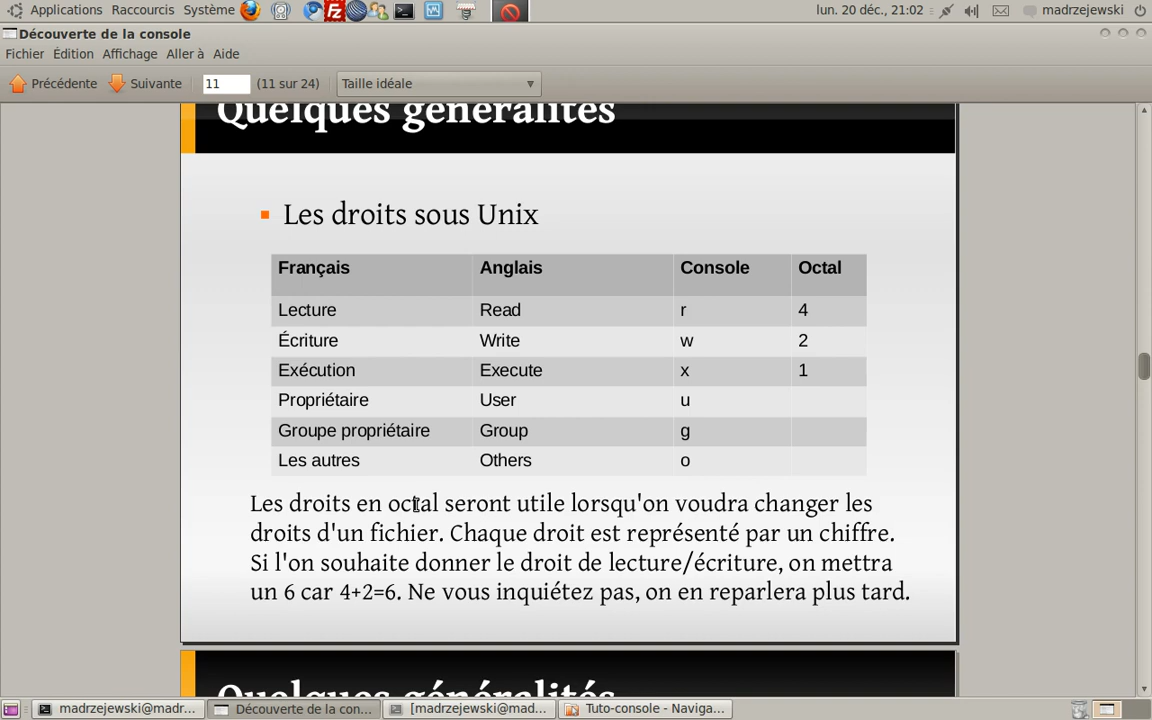 Applications Raccourcis Système lun. 20 déc., 21:02 madrzejewski
Découverte de la console
Fichier Édition Affichage Aller à Aide
Précédente Suivante 11 (11 sur 24) Taille idéale
Quelques généralités
Les droits sous Unix
Français Anglais Console Octal
Lecture Read r 4
Écriture Write w 2
Exécution Execute x 1
Propriétaire User u
Groupe propriétaire Group g
Les autres Others o
Les droits en octal seront utile lorsqu'on voudra changer les
droits d'un fichier. Chaque droit est représenté par un chiffre.
Si l'on souhaite donner le droit de lecture/écriture, on mettra
un 6 car 4+2=6. Ne vous inquiétez pas, on en reparlera plus tard.
Quelques généralités
madrzejewski@madr... Découverte de la con... [madrzejewski@mad... Tuto-console - Naviga...